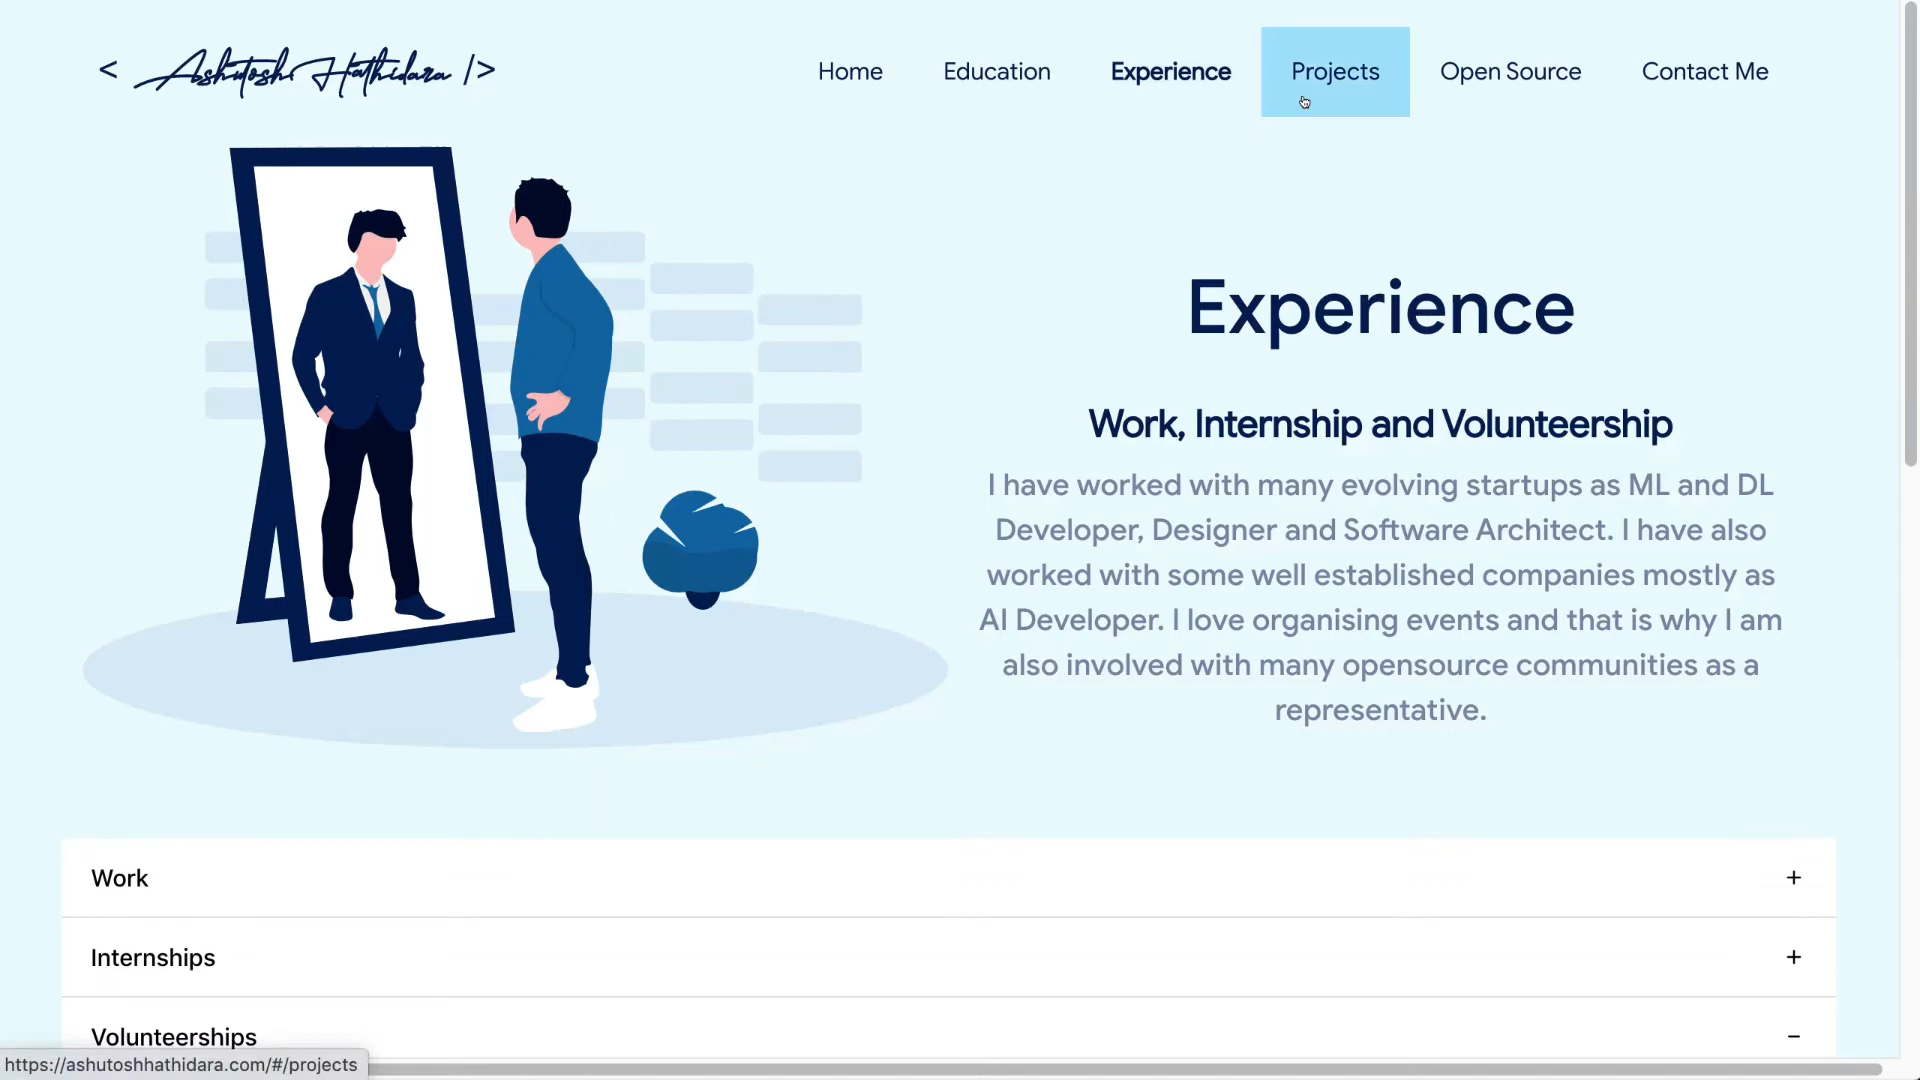 < Ashutosh Hathidara />
Home Education Experience Projects Open Source Contact Me
Experience
Work, Internship and Volunteership
I have worked with many evolving startups as ML and DL
Developer, Designer and Software Architect. I have also
worked with some well established companies mostly as
AI Developer. I love organising events and that is why I am
also involved with many opensource communities as a
representative.
Work +
Internships +
Volunteerships −
https://ashutoshhathidara.com/#/projects